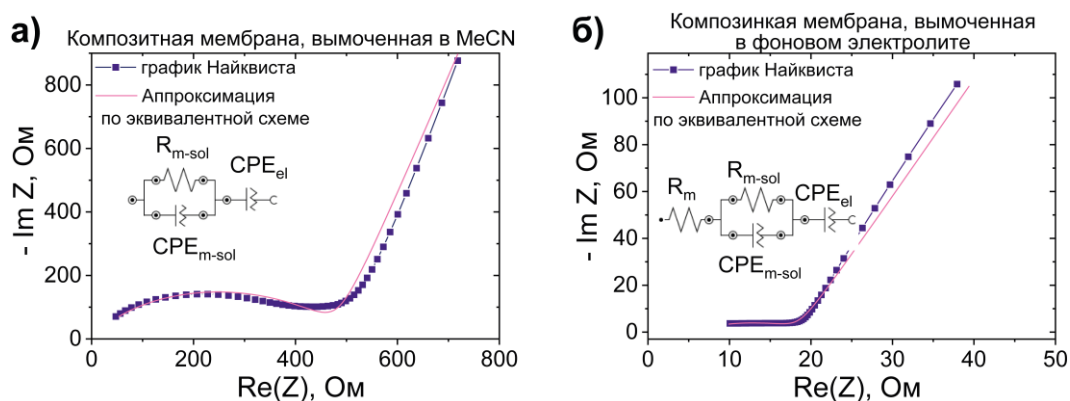 а)
Композитная мембрана, вымоченная в MeCN
график Найквиста
Аппроксимация
по эквивалентной схеме
R m-sol
CPE el
CPE m-sol
- Im Z, Ом
800
600
400
200
0
0 200 400 600 800
Re(Z), Ом
б)
Композинкая мембрана, вымоченная
в фоновом электролите
график Найквиста
Аппроксимация
по эквивалентной схеме
R m
R m-sol
CPE el
CPE m-sol
- Im Z, Ом
100
80
60
40
20
0
0 10 20 30 40 50
Re(Z), Ом